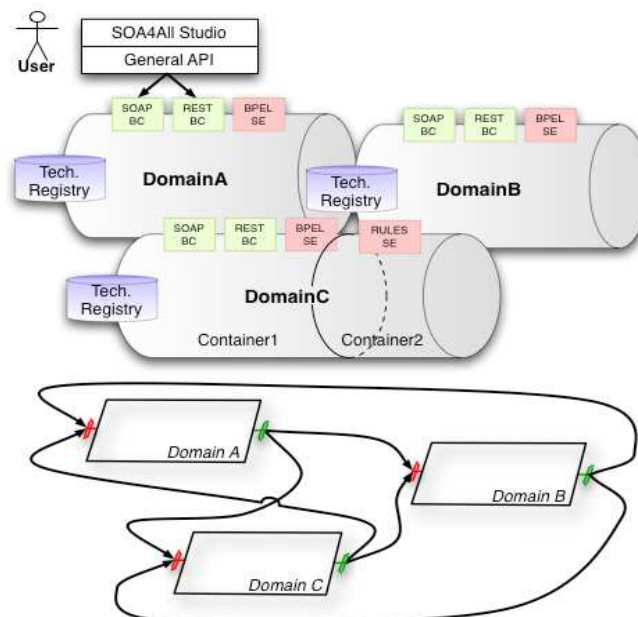 SOA4All Studio
General API
User
SOAP
BC
REST
BC
BPEL
SE
SOAP
BC
REST
BC
BPEL
SE
Tech.
Registry
DomainA
Tech.
Registry
DomainB
SOAP
BC
REST
BC
BPEL
SE
RULES
SE
Tech.
Registry
DomainC
Container1
Container2
Domain A
Domain B
Domain C